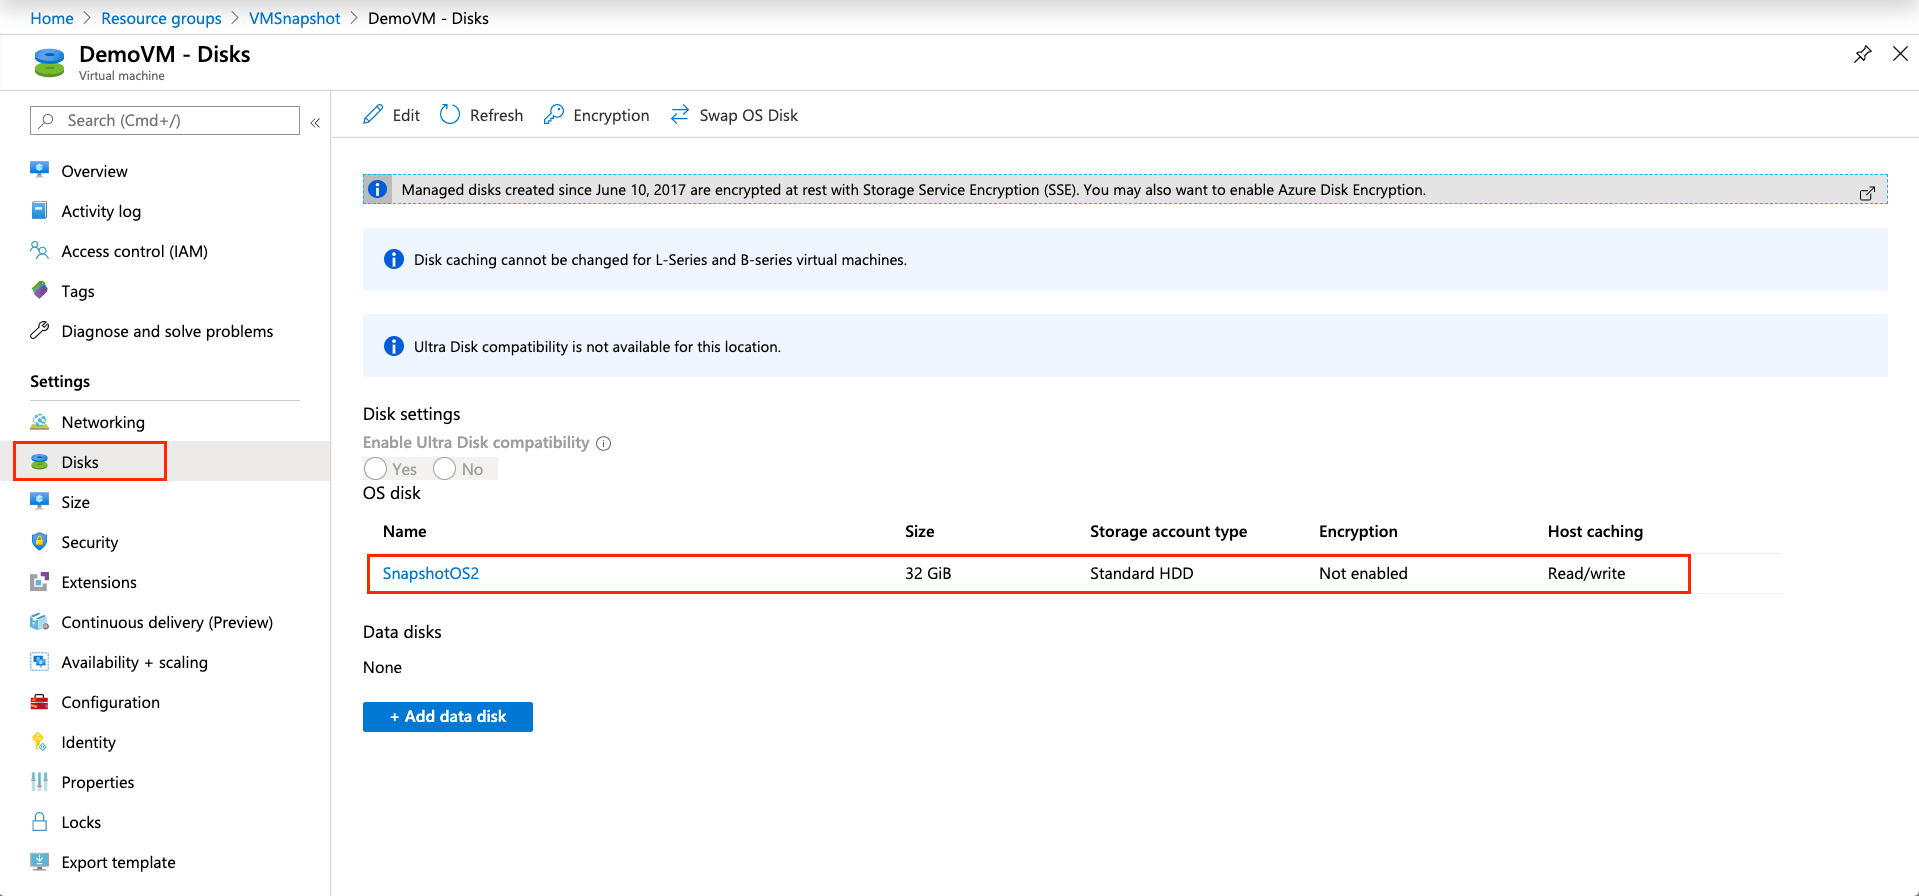 Home > Resource groups > VMSnapshot > DemoVM - Disks
DemoVM - Disks
Virtual machine
Search (Cmd+/)
«
Overview
Activity log
Access control (IAM)
Tags
Diagnose and solve problems
Settings
Networking
Disks
Size
Security
Extensions
Continuous delivery (Preview)
Availability + scaling
Configuration
Identity
Properties
Locks
Export template
Edit Refresh Encryption Swap OS Disk
Managed disks created since June 10, 2017 are encrypted at rest with Storage Service Encryption (SSE). You may also want to enable Azure Disk Encryption.
Disk caching cannot be changed for L-Series and B-series virtual machines.
Ultra Disk compatibility is not available for this location.
Disk settings
Enable Ultra Disk compatibility
Yes No
OS disk
Name Size Storage account type Encryption Host caching
SnapshotOS2 32 GiB Standard HDD Not enabled Read/write
Data disks
None
+ Add data disk